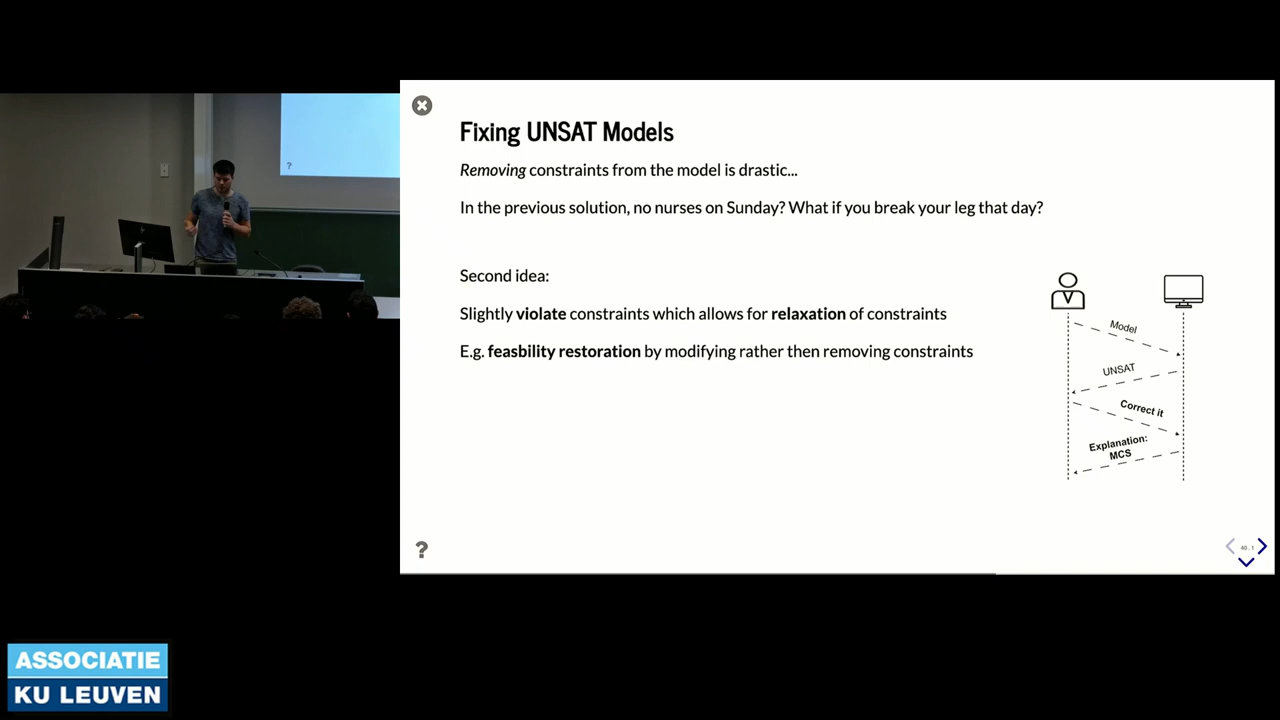 Fixing UNSAT Models
Removing constraints from the model is drastic...
In the previous solution, no nurses on Sunday? What if you break your leg that day?
Second idea:
Slightly violate constraints which allows for relaxation of constraints
E.g. feasbility restoration by modifying rather then removing constraints
Model
UNSAT
Correct it
Explanation:
MCS
?
?
40.1
ASSOCIATIE
KU LEUVEN